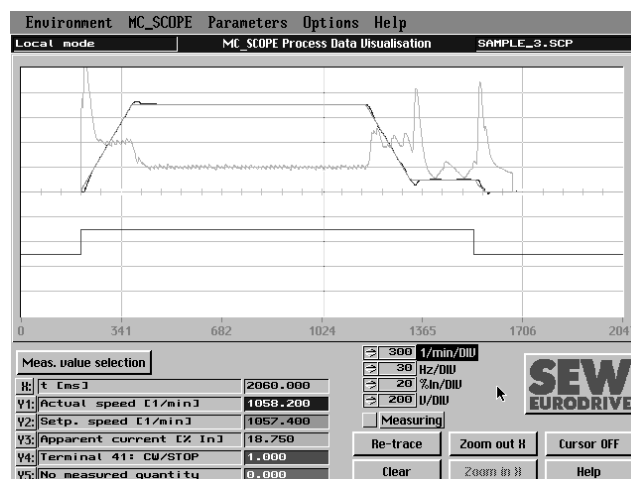 Environment MC_SCOPE Parameters Options Help
Local mode MC_SCOPE Process Data Visualisation SAMPLE_3.SCP
0 341 682 1024 1365 1706 204
Meas. value selection
300 1/min/DIV
30 Hz/DIV
20 %In/DIV
200 V/DIV
Measuring
X: t [ms] 2060.000
Y1: Actual speed [1/min] 1058.200
Y2: Setp. speed [1/min] 1057.400
Y3: Apparent current [% In] 18.750
Y4: Terminal 41: CW/STOP 1.000
Y5: No measured quantity 0.000
SEW
EURODRIVE
Re-trace Zoom out X Cursor OFF
Clear Zoom in X Help